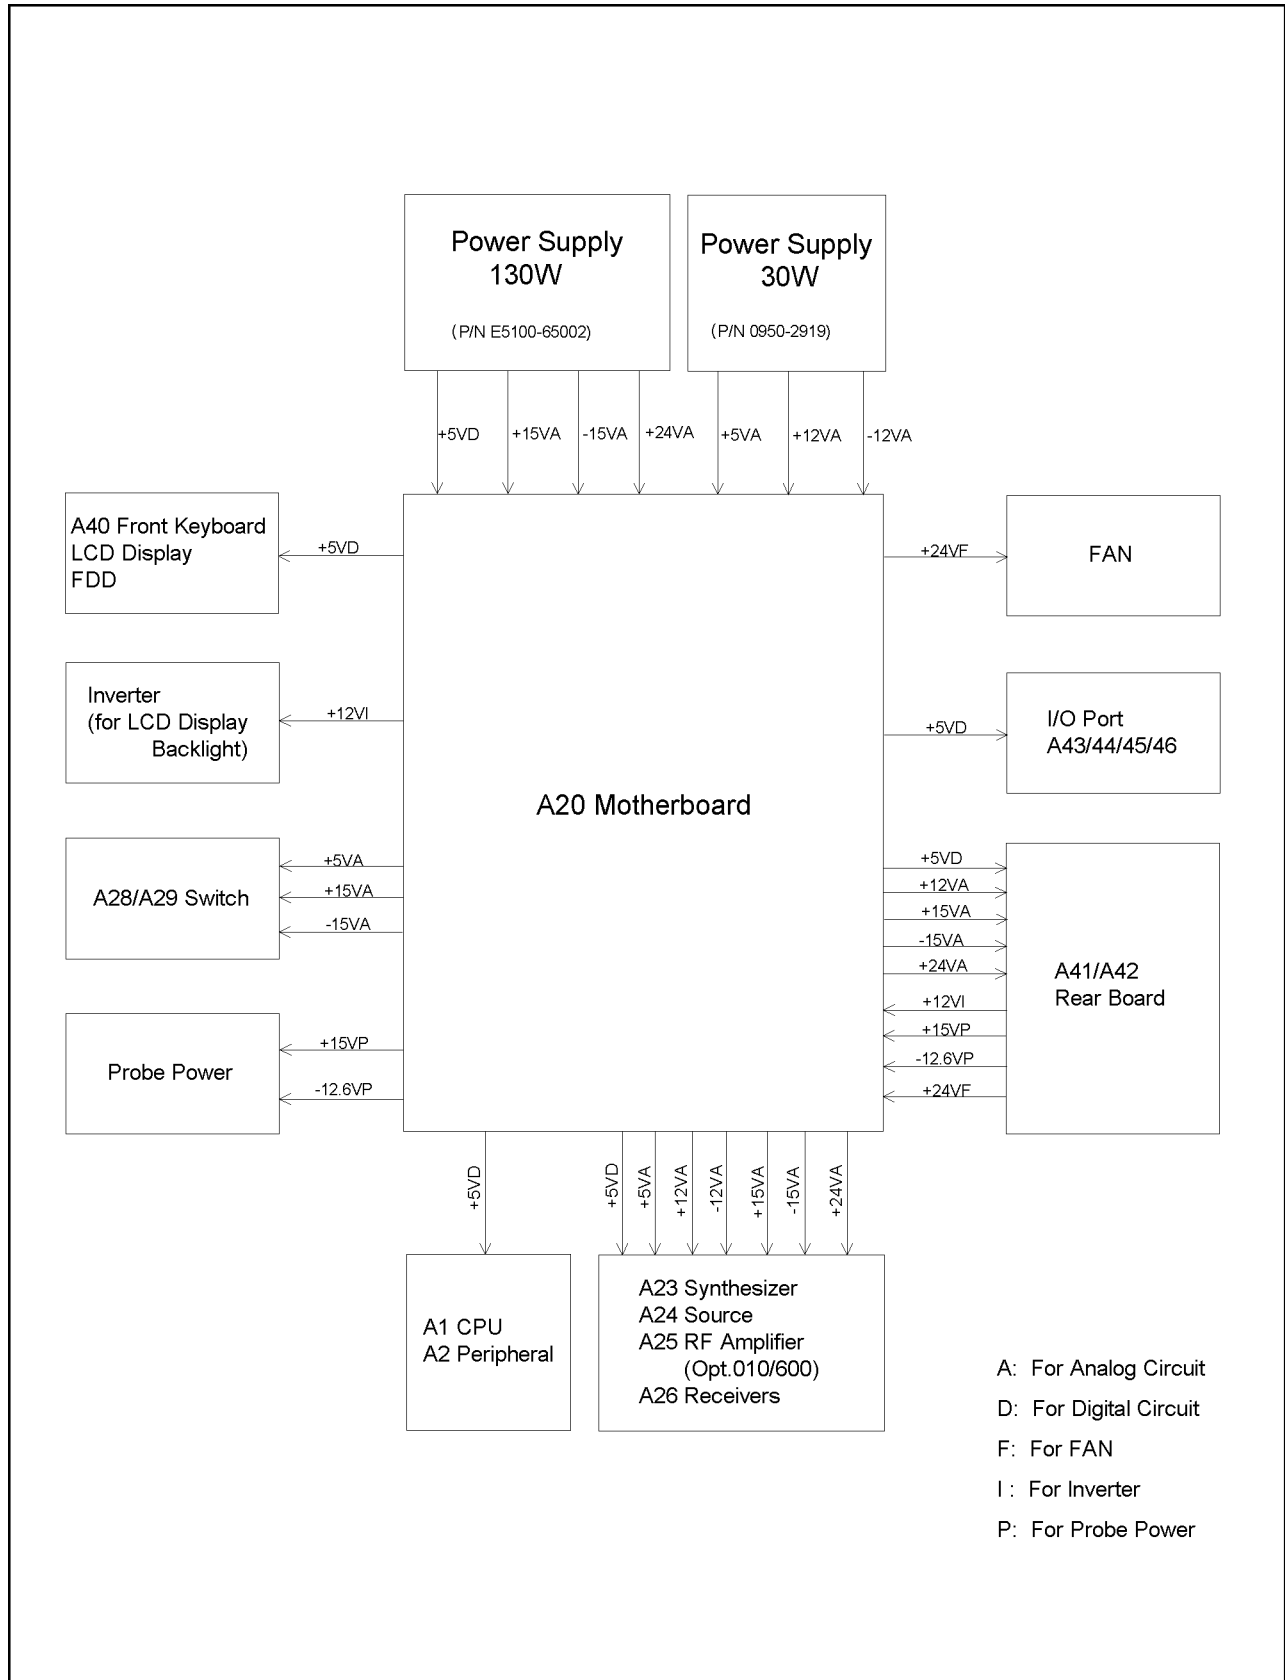 Power Supply
130W
(P/N E5100-65002)
Power Supply
30W
(P/N 0950-2919)
+5VD
+15VA
-15VA
+24VA
+5VA
+12VA
-12VA
A40 Front Keyboard
LCD Display
FDD
+5VD
+24VF
FAN
Inverter
(for LCD Display
Backlight)
+12VI
+5VD
I/O Port
A43/44/45/46
A20 Motherboard
A28/A29 Switch
+5VA
+15VA
-15VA
+5VD
+12VA
+15VA
-15VA
+24VA
+12VI
+15VP
-12.6VP
+24VF
A41/A42
Rear Board
Probe Power
+15VP
-12.6VP
+5VD
+5VD
+5VA
+12VA
-12VA
+15VA
-15VA
+24VA
A1 CPU
A2 Peripheral
A23 Synthesizer
A24 Source
A25 RF Amplifier
(Opt.010/600)
A26 Receivers
A: For Analog Circuit
D: For Digital Circuit
F: For FAN
I : For Inverter
P: For Probe Power